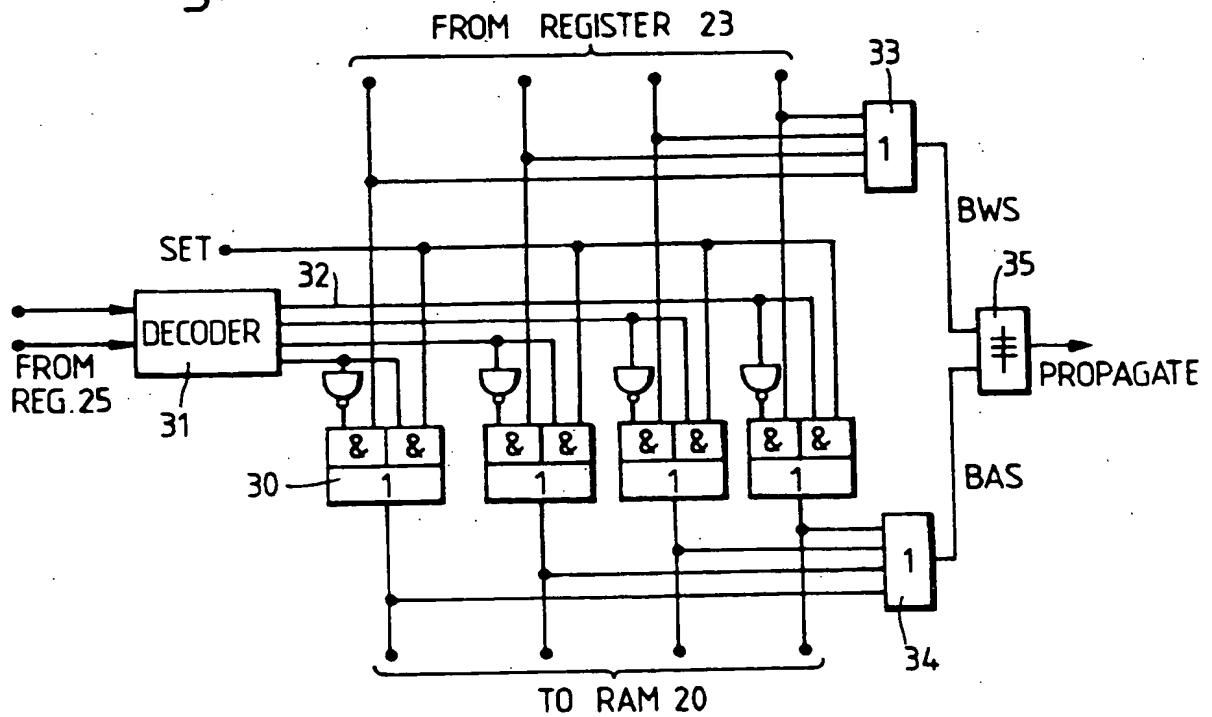 FROM REGISTER 23
33
1
BWS
SET
32
35
DECODER
PROPAGATE
FROM
REG.25
31
& & & & & & & &
30
1 1 1 1
BAS
1
34
TO RAM 20